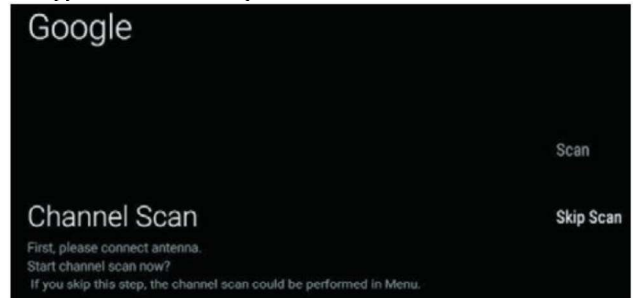 Google
Scan
Channel Scan
Skip Scan
First, please connect antenna.
Start channel scan now?
If you skip this step, the channel scan could be performed in Menu.